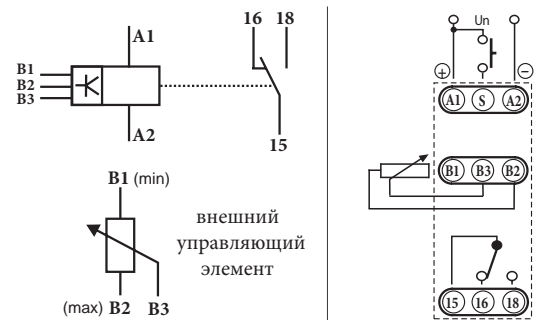 16 18
A1
B1
B2
B3
A2
15
B1 (min)
внешний
управляющий
элемент
(max) B2 B3
Un
+ −
A1 S A2
B1 B3 B2
15 16 18